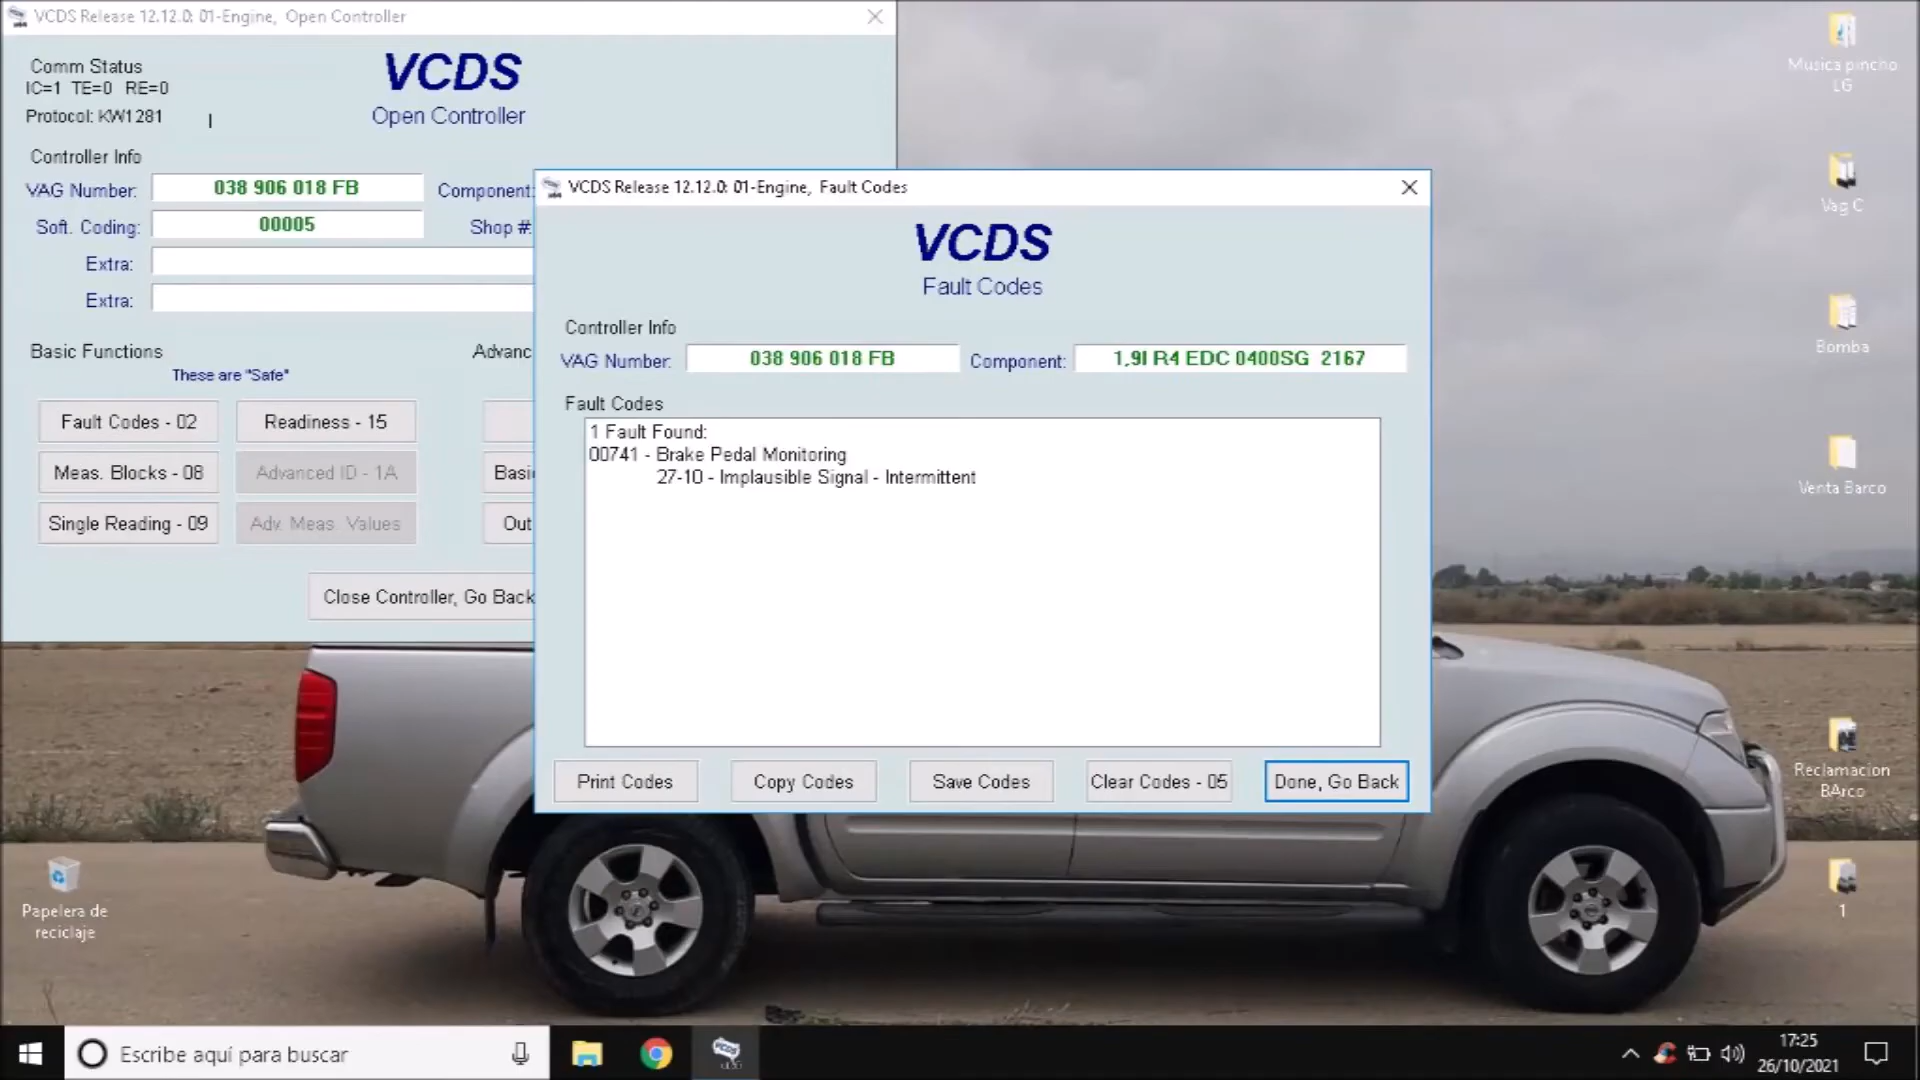 VCDS Release 12.12.0: 01-Engine, Open Controller
Comm Status
IC=1 TE=0 RE=0
Protocol: KW1281
VCDS
Open Controller
Controller Info
VAG Number:
038 906 018 FB
Component:
Soft. Coding:
00005
Shop #:
Extra:
Extra:
Basic Functions
These are "Safe"
Advanc
Fault Codes - 02
Readiness - 15
Meas. Blocks - 08
Advanced ID - 1A
Basi
Single Reading - 09
Adv. Meas. Values
Out
Close Controller, Go Back
VCDS Release 12.12.0: 01-Engine, Fault Codes
VCDS
Fault Codes
Controller Info
VAG Number:
038 906 018 FB
Component:
1,9l R4 EDC 0400SG 2167
Fault Codes
1 Fault Found:
00741 - Brake Pedal Monitoring
27-10 - Implausible Signal - Intermittent
Print Codes
Copy Codes
Save Codes
Clear Codes - 05
Done, Go Back
Musica pincho
LG
Vag C
Bomba
Venta Barco
Reclamacion
BArco
1
Papelera de
reciclaje
Escribe aquí para buscar
VCDS
17:25
26/10/2021